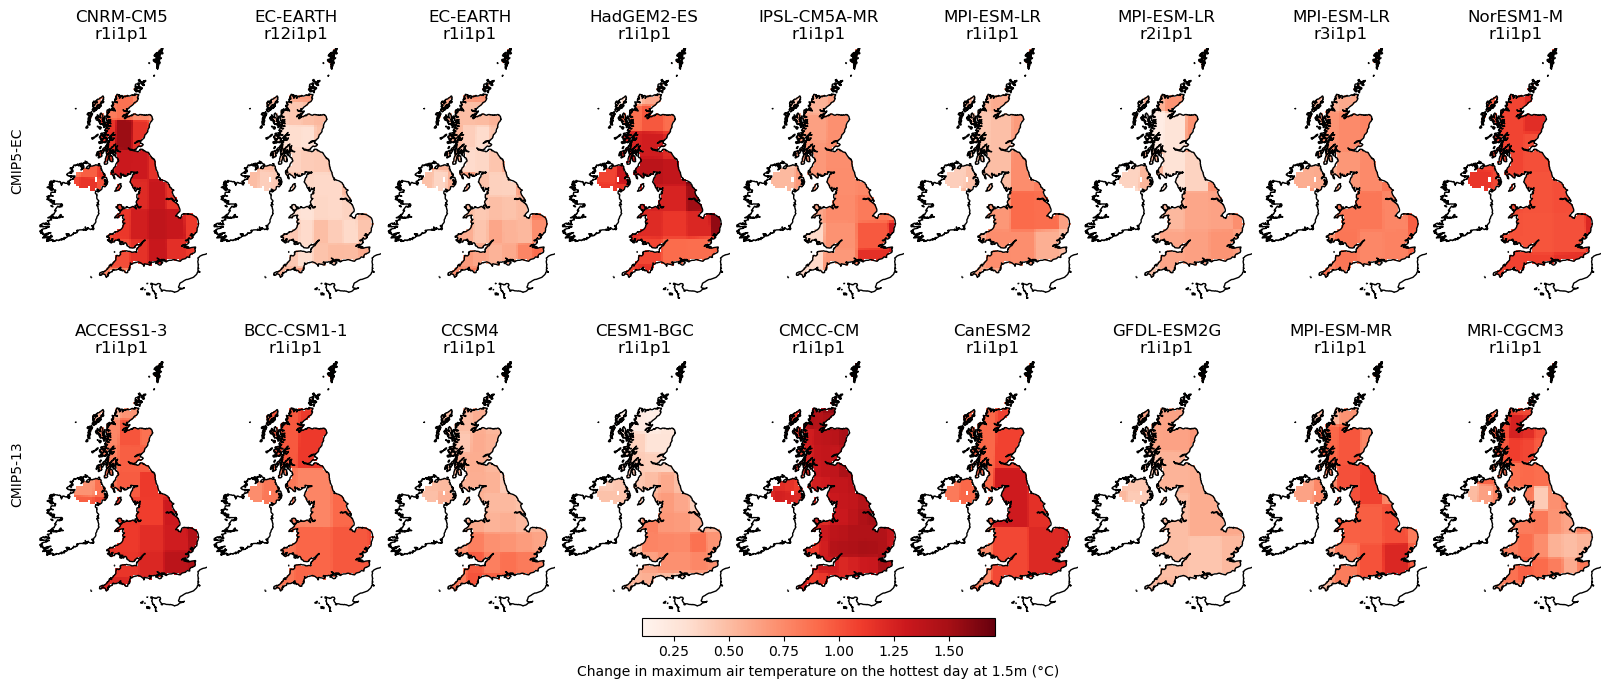 CNRM-CM5 EC-EARTH EC-EARTH HadGEM2-ES IPSL-CM5A-MR MPI-ESM-LR MPI-ESM-LR MPI-ESM-LR NorESM1-M
r1i1p1 r12i1p1 r1i1p1 r1i1p1 r1i1p1 r1i1p1 r2i1p1 r3i1p1 r1i1p1
CMIP5-EC
ACCESS1-3 BCC-CSM1-1 CCSM4 CESM1-BGC CMCC-CM CanESM2 GFDL-ESM2G MPI-ESM-MR MRI-CGCM3
r1i1p1 r1i1p1 r1i1p1 r1i1p1 r1i1p1 r1i1p1 r1i1p1 r1i1p1 r1i1p1
CMIP5-13
0.25 0.50 0.75 1.00 1.25 1.50
Change in maximum air temperature on the hottest day at 1.5m (°C)